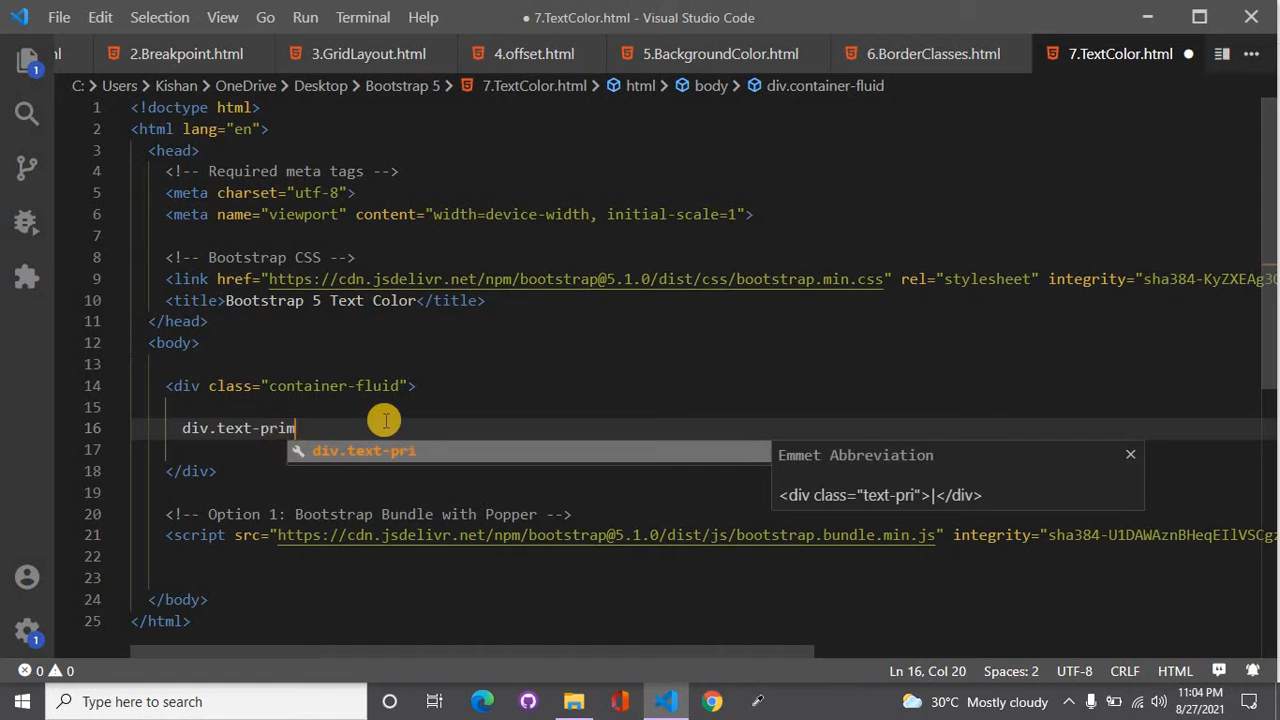 File Edit Selection View Go Run Terminal Help ● 7.TextColor.html - Visual Studio Code
2.Breakpoint.html 3.GridLayout.html 4.offset.html 5.BackgroundColor.html 6.BorderClasses.html 7.TextColor.html ●
C: > Users > Kishan > OneDrive > Desktop > Bootstrap 5 > 7.TextColor.html > html > body > div.container-fluid
1 <!doctype html>
2 <html lang="en">
3 <head>
4 <!-- Required meta tags -->
5 <meta charset="utf-8">
6 <meta name="viewport" content="width=device-width, initial-scale=1">
7
8 <!-- Bootstrap CSS -->
9 <link href="https://cdn.jsdelivr.net/npm/bootstrap@5.1.0/dist/css/bootstrap.min.css" rel="stylesheet" integrity="sha384-KyZXEAg3
10 <title>Bootstrap 5 Text Color</title>
11 </head>
12 <body>
13
14 <div class="container-fluid">
15
16 div.text-prim
div.text-pri
Emmet Abbreviation
<div class="text-pri">|</div>
17
18 </div>
19
20 <!-- Option 1: Bootstrap Bundle with Popper -->
21 <script src="https://cdn.jsdelivr.net/npm/bootstrap@5.1.0/dist/js/bootstrap.bundle.min.js" integrity="sha384-U1DAWAznBHeqEIlVSCg
22
23
24 </body>
25 </html>
1
1
0 0 Ln 16, Col 20 Spaces: 2 UTF-8 CRLF HTML
Type here to search 30°C Mostly cloudy 11:04 PM
8/27/2021